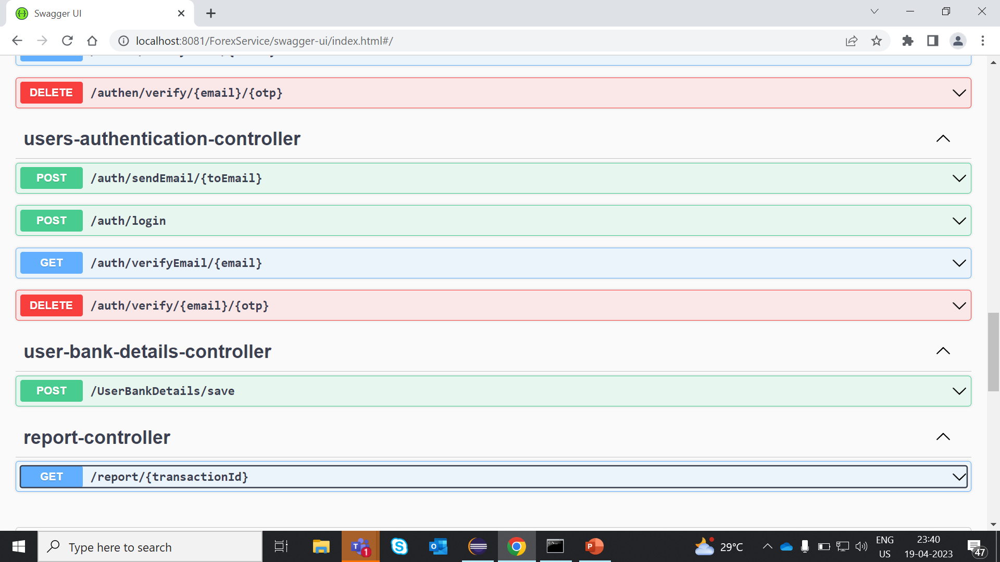 Swagger UI
localhost:8081/ForexService/swagger-ui/index.html#/
DELETE /authen/verify/{email}/{otp}
users-authentication-controller
POST /auth/sendEmail/{toEmail}
POST /auth/login
GET /auth/verifyEmail/{email}
DELETE /auth/verify/{email}/{otp}
user-bank-details-controller
POST /UserBankDetails/save
report-controller
GET /report/{transactionId}
Type here to search
T
1
S
O
P
29°C
ENG
US
23:40
19-04-2023
47